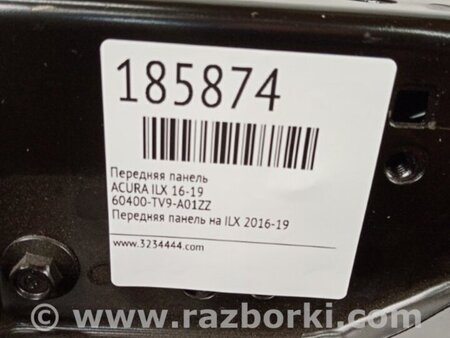 185874
Передняя панель
ACURA ILX 16-19
60400-TV9-A01ZZ
Передняя панель на ILX 2016-19
www.3234444.com
www.razborki.com